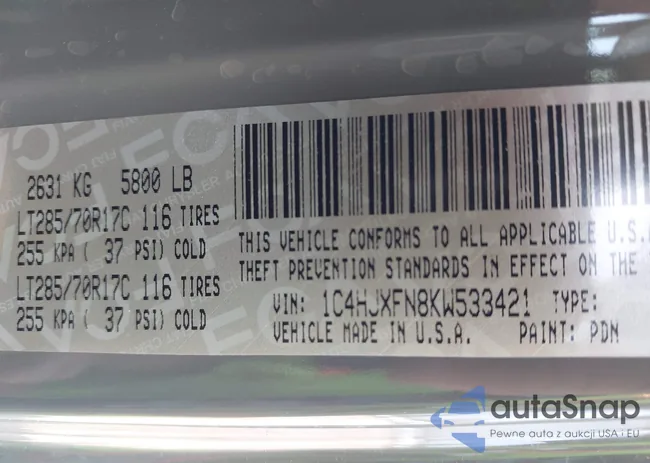 2631 KG 5800 LB
LT285/70R17C 116 TIRES
255 KPA ( 37 PSI) COLD
LT285/70R17C 116 TIRES
255 KPA ( 37 PSI) COLD
THIS VEHICLE CONFORMS TO ALL APPLICABLE U.S.A
THEFT PREVENTION STANDARDS IN EFFECT ON THE
VIN: 1C4HJXFN8KW533421 TYPE:
VEHICLE MADE IN U.S.A. PAINT: PDN
autaSnap
Pewne auta z aukcji USA i EU